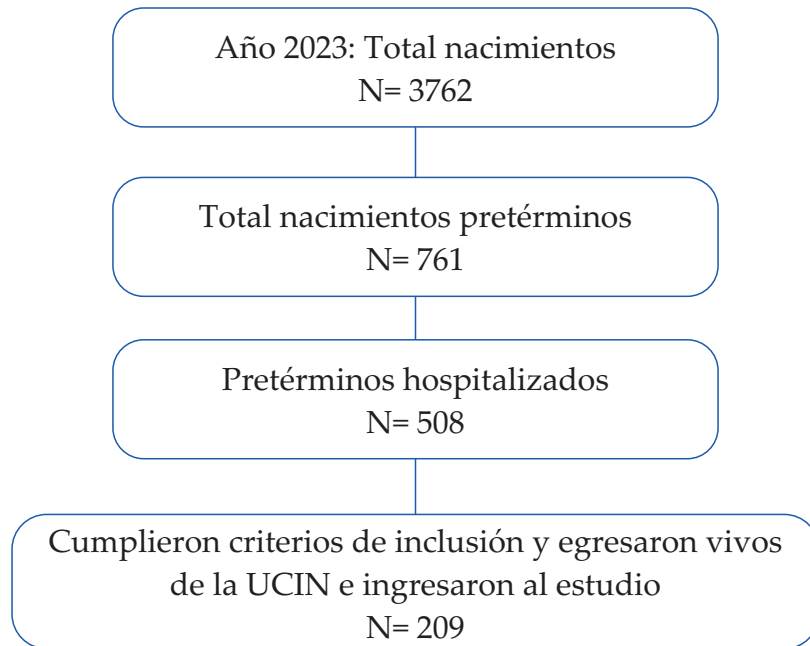 Año 2023: Total nacimientos
N= 3762
Total nacimientos pretérminos
N= 761
Pretérminos hospitalizados
N= 508
Cumplieron criterios de inclusión y egresaron vivos
de la UCIN e ingresaron al estudio
N= 209